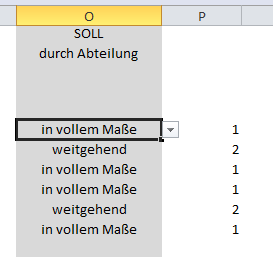 O P
SOLL
durch Abteilung
in vollem Maße 1
weitgehend 2
in vollem Maße 1
in vollem Maße 1
weitgehend 2
in vollem Maße 1